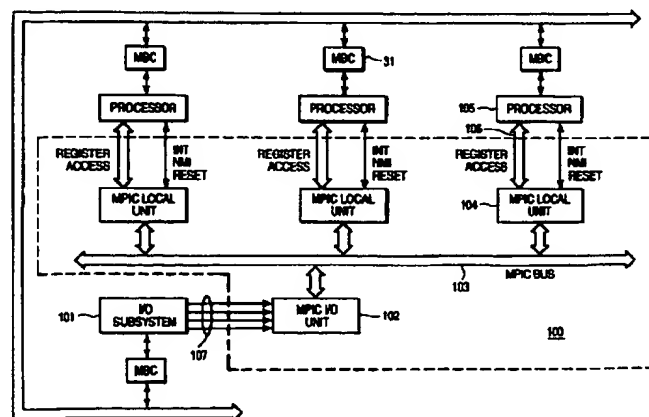 MBC
MBC
31
MBC
PROCESSOR
PROCESSOR
105
PROCESSOR
106
REGISTER
ACCESS
INT
NMI
RESET
REGISTER
ACCESS
INT
NMI
RESET
REGISTER
ACCESS
INT
NMI
RESET
MPIC LOCAL
UNIT
MPIC LOCAL
UNIT
104
MPIC LOCAL
UNIT
103
MPIC BUS
101
I/O
SUBSYSTEM
107
MPIC I/O
UNIT
102
100
MBC